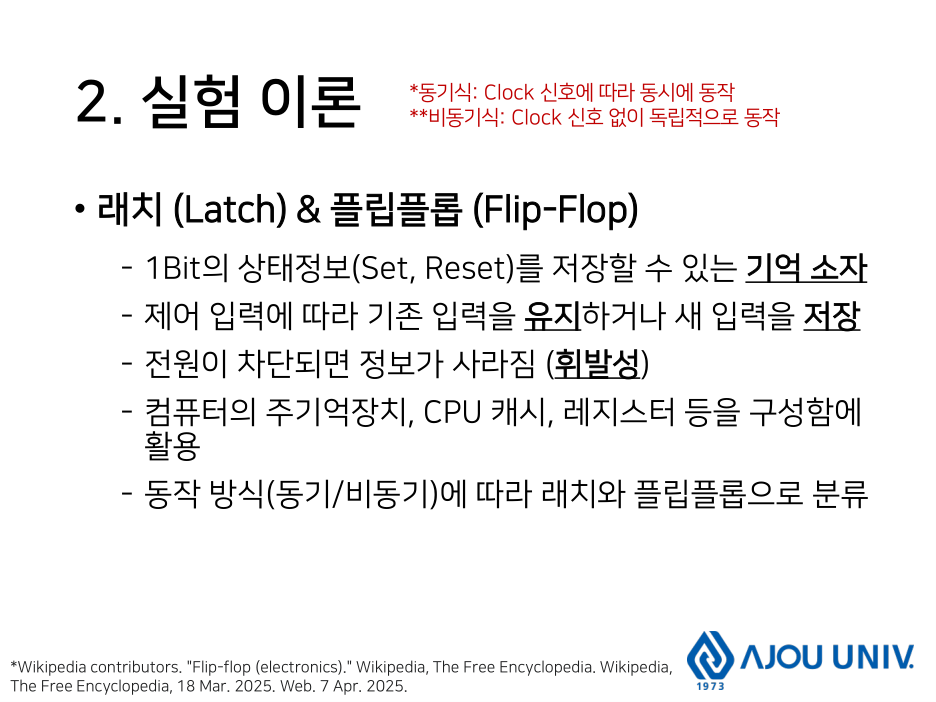 2. 실험 이론
*동기식: Clock 신호에 따라 동시에 동작
**비동기식: Clock 신호 없이 독립적으로 동작
• 래치 (Latch) & 플립플롭 (Flip-Flop)
- 1Bit의 상태정보(Set, Reset)를 저장할 수 있는 기억 소자
- 제어 입력에 따라 기존 입력을 유지하거나 새 입력을 저장
- 전원이 차단되면 정보가 사라짐 (휘발성)
- 컴퓨터의 주기억장치, CPU 캐시, 레지스터 등을 구성함에
활용
- 동작 방식(동기/비동기)에 따라 래치와 플립플롭으로 분류
*Wikipedia contributors. "Flip-flop (electronics)." Wikipedia, The Free Encyclopedia. Wikipedia,
The Free Encyclopedia, 18 Mar. 2025. Web. 7 Apr. 2025.
AJOU UNIV.
1973